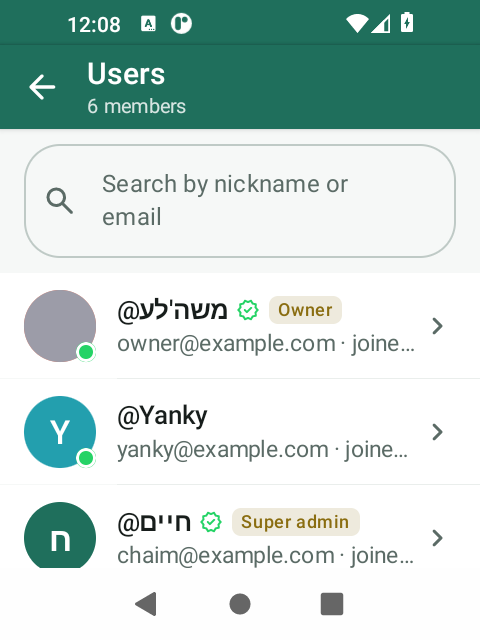 12:08
Users
6 members
Search by nickname or
email
@משה'לע Owner
owner@example.com · joine...
Y @Yanky
yanky@example.com · joine...
ח @חיים Super admin
chaim@example.com · joine...